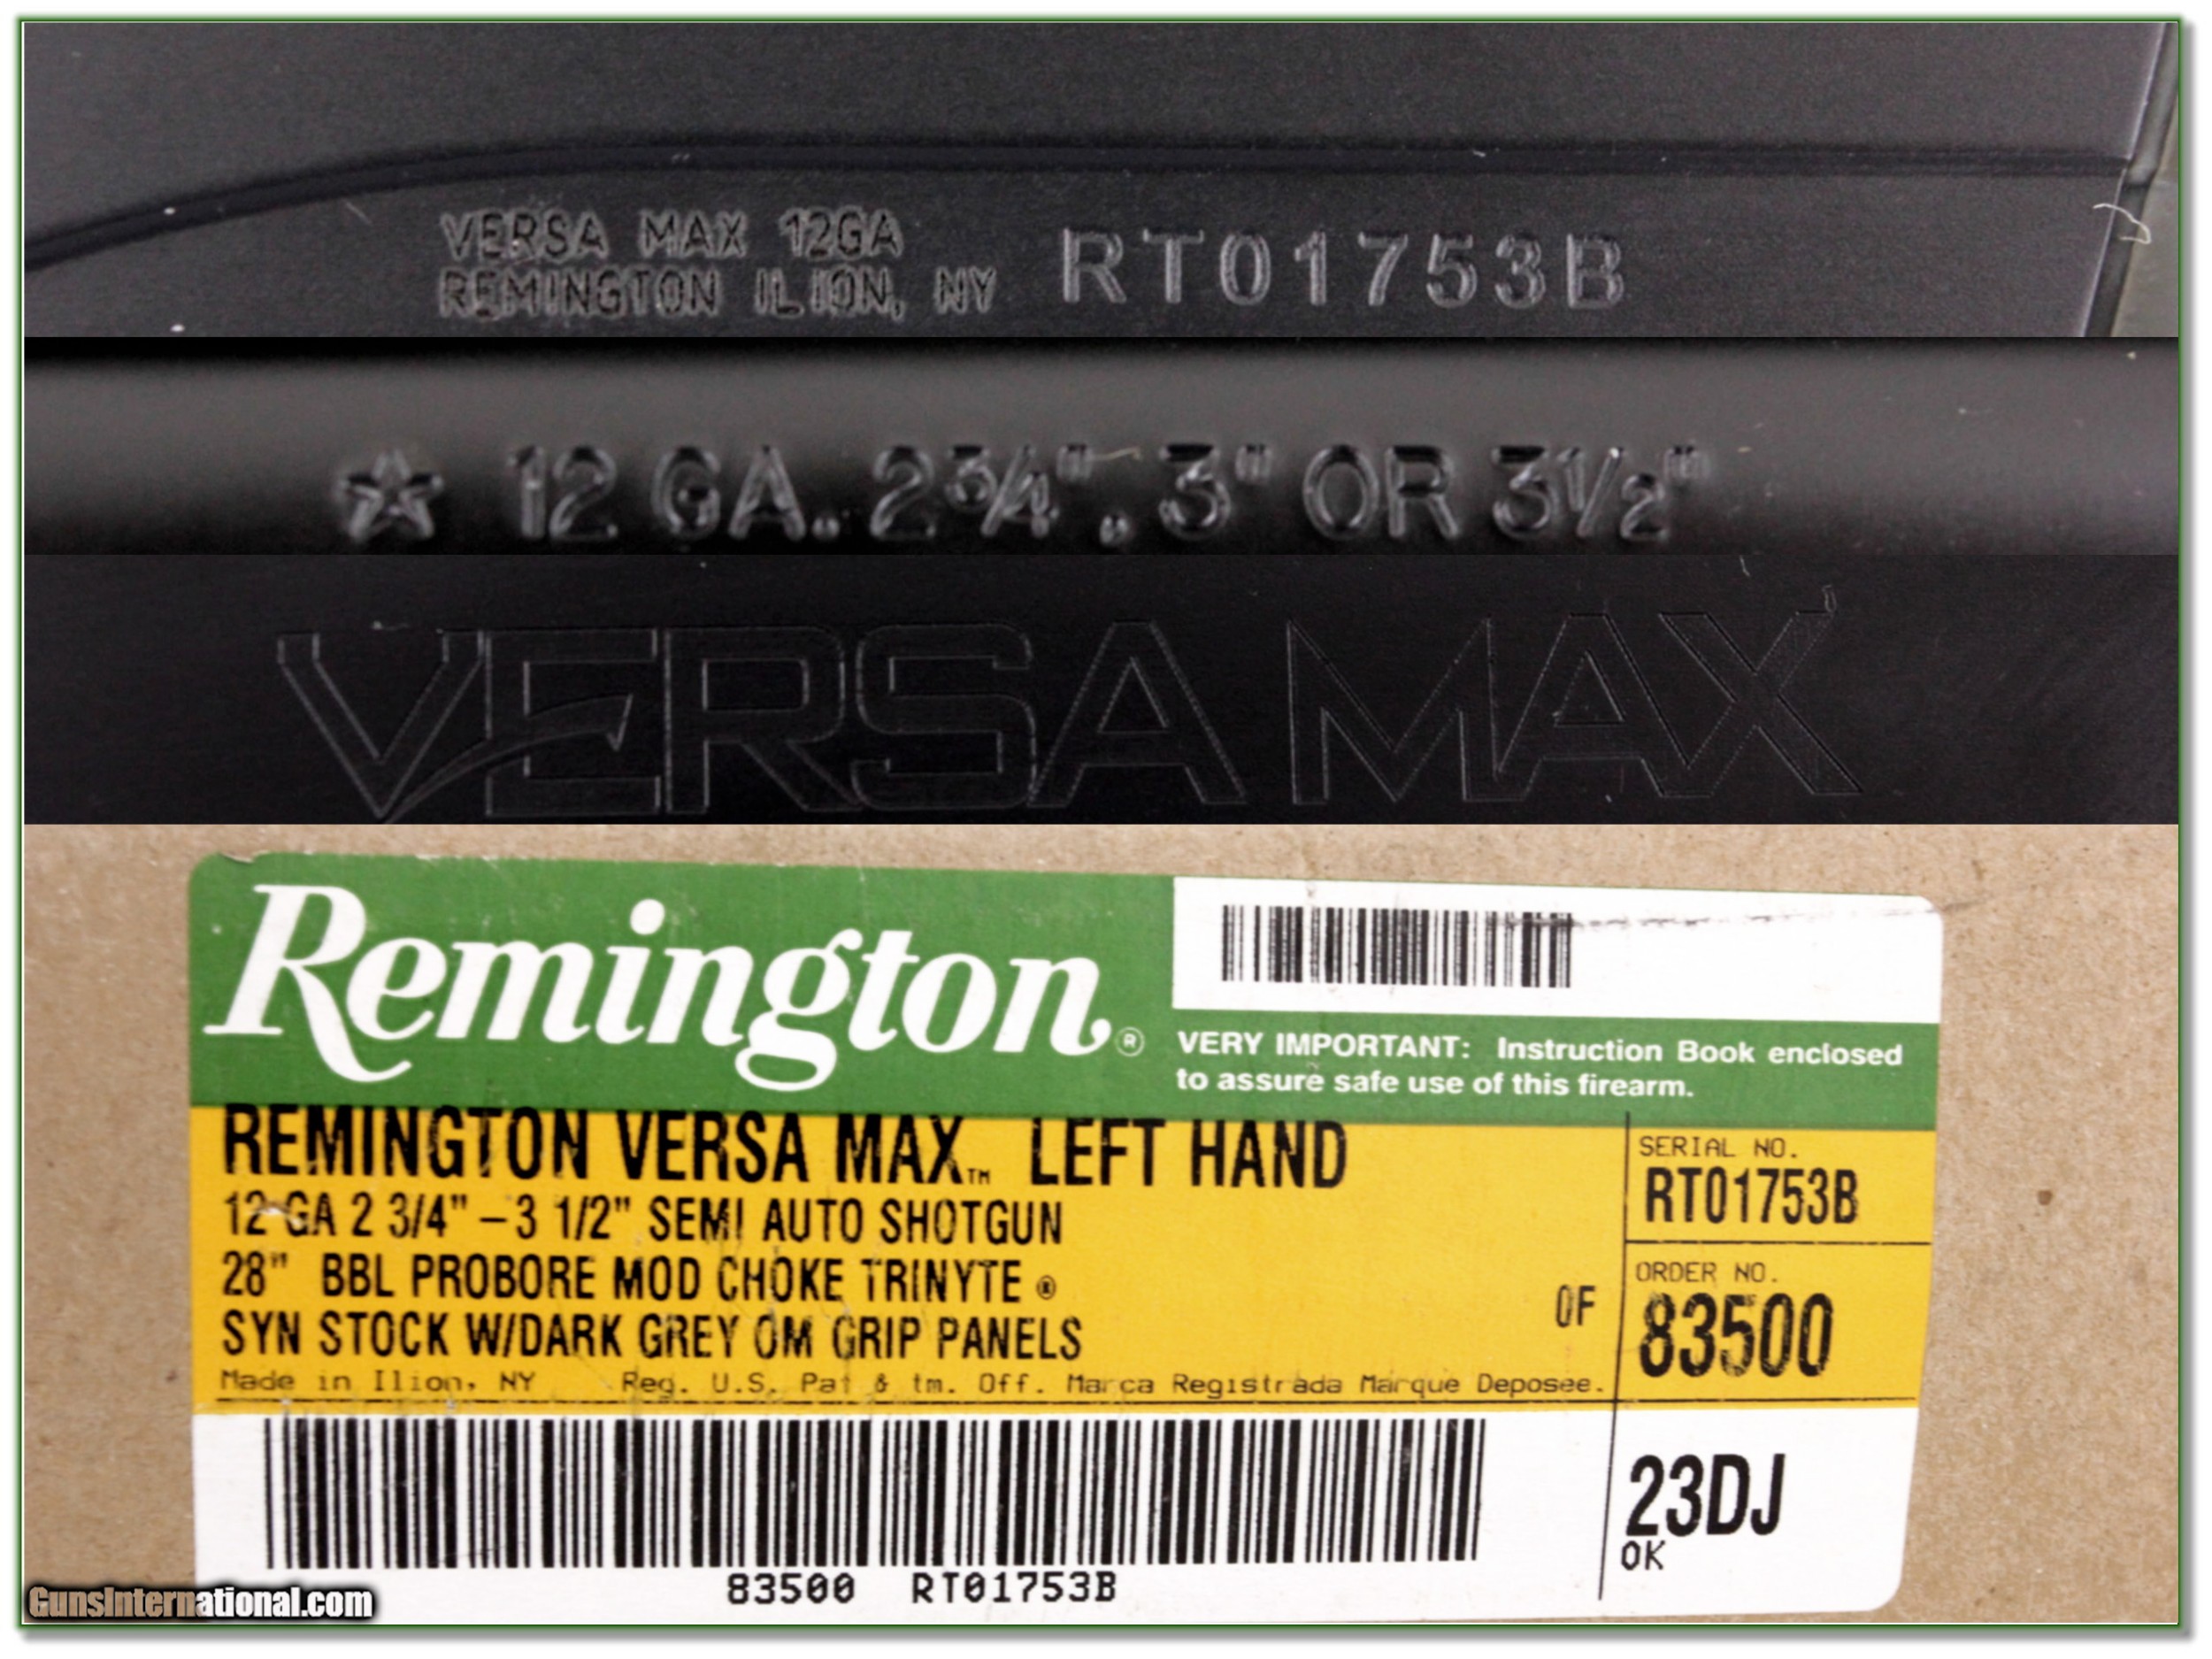 VERSA MAX 12GA
REMINGTON ILION, NY
RT01753B
☆ 12 GA. 2¾", 3" OR 3½"
VERSA MAX
Remington®
VERY IMPORTANT: Instruction Book enclosed
to assure safe use of this firearm.
REMINGTON VERSA MAX™ LEFT HAND
12 GA 2 3/4" – 3 1/2" SEMI AUTO SHOTGUN
28" BBL PROBORE MOD CHOKE TRINYTE ®
SYN STOCK W/DARK GREY OM GRIP PANELS
Made in Ilion, NY Reg. U.S. Pat & tm. Off. Marca Registrada Marque Deposee.
OF
SERIAL NO.
RT01753B
ORDER NO.
83500
23DJ
OK
83500 RT01753B
GunsInternational.com